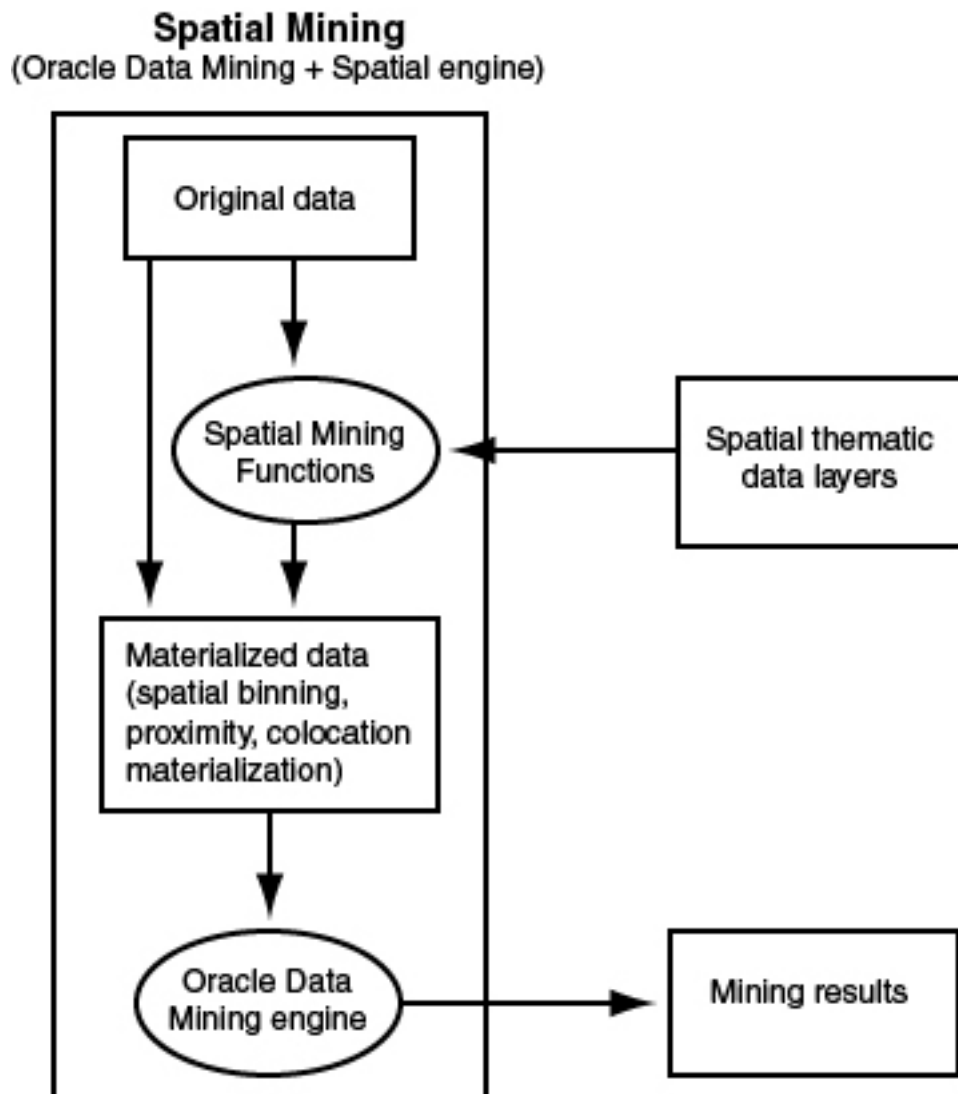 Spatial Mining
(Oracle Data Mining + Spatial engine)
Original data
Spatial Mining
Functions
Spatial thematic
data layers
Materialized data
(spatial binning,
proximity, colocation
materialization)
Oracle Data
Mining engine
Mining results